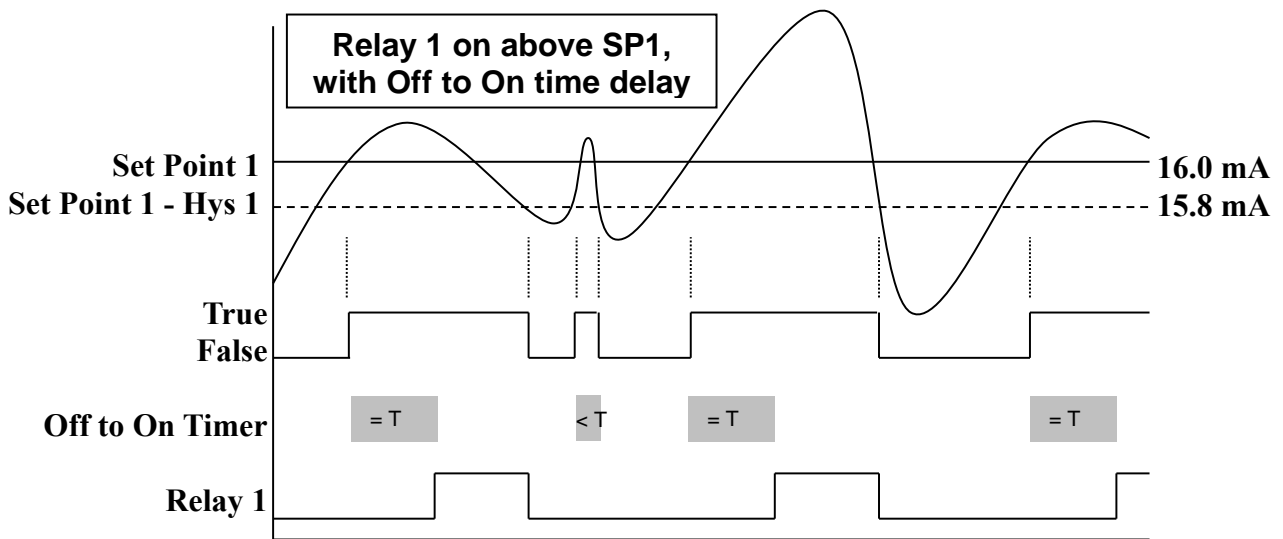 Relay 1 on above SP1,
with Off to On time delay
Set Point 1
16.0 mA
Set Point 1 - Hys 1
15.8 mA
True
False
Off to On Timer
= T
< T
= T
= T
Relay 1